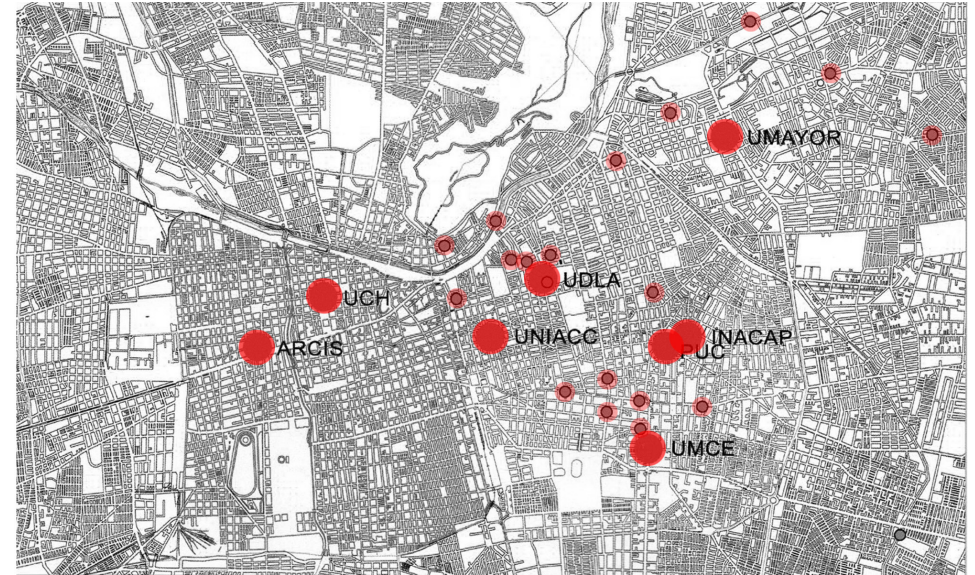 UMAYOR
UDLA
UCH
UNIACC
INACAP
ARCIS
PUC
UMCE